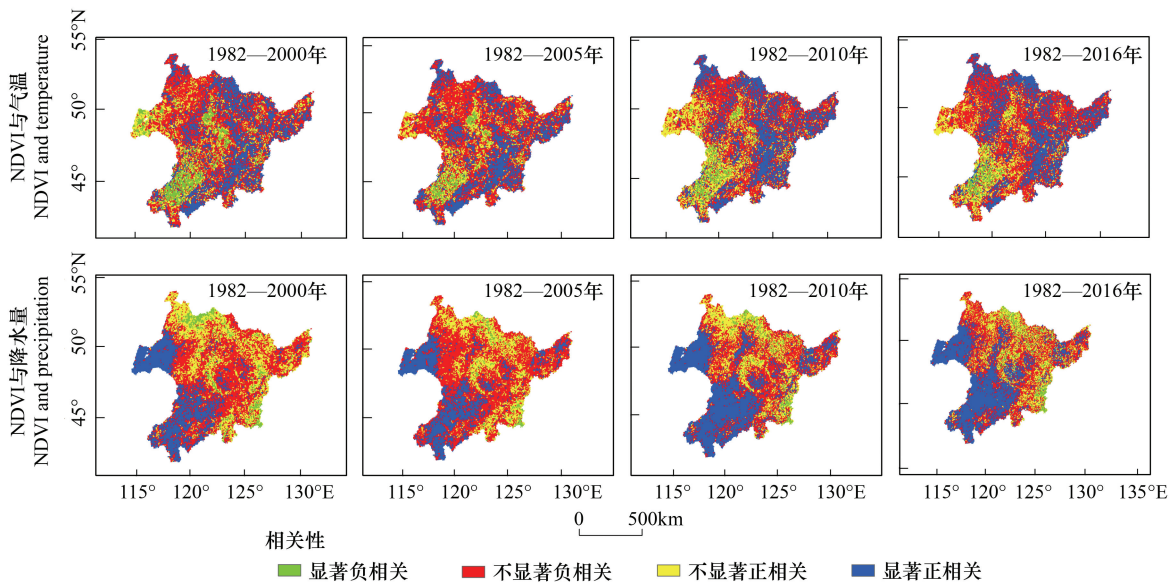 NDVI与气温
NDVI and temperature
55°N
50°
45°
1982—2000年
1982—2005年
1982—2010年
1982—2016年
NDVI与降水量
NDVI and precipitation
55°N
50°
45°
1982—2000年
1982—2005年
1982—2010年
1982—2016年
115° 120° 125° 130°E
115° 120° 125° 130°E
115° 120° 125° 130°E
115° 120° 125° 130° 135°E
0 500km
相关性
显著负相关 不显著负相关 不显著正相关 显著正相关